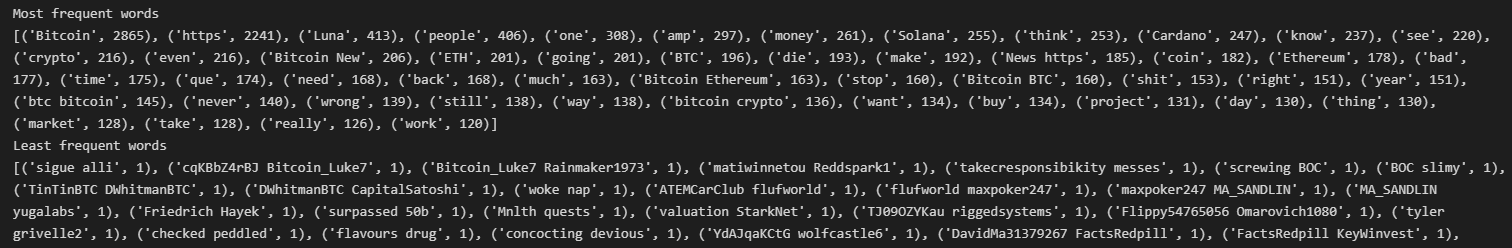 Most frequent words
[('Bitcoin', 2865), ('https', 2241), ('Luna', 413), ('people', 406), ('one', 308), ('amp', 297), ('money', 261), ('Solana', 255), ('think', 253), ('Cardano', 247), ('know', 237), ('see', 220),
('crypto', 216), ('even', 216), ('Bitcoin New', 206), ('ETH', 201), ('going', 201), ('BTC', 196), ('die', 193), ('make', 192), ('News https', 185), ('coin', 182), ('Ethereum', 178), ('bad',
177), ('time', 175), ('que', 174), ('need', 168), ('back', 168), ('much', 163), ('Bitcoin Ethereum', 163), ('stop', 160), ('Bitcoin BTC', 160), ('shit', 153), ('right', 151), ('year', 151),
('btc bitcoin', 145), ('never', 140), ('wrong', 139), ('still', 138), ('way', 138), ('bitcoin crypto', 136), ('want', 134), ('buy', 134), ('project', 131), ('day', 130), ('thing', 130),
('market', 128), ('take', 128), ('really', 126), ('work', 120)]
Least frequent words
[('sigue alli', 1), ('cqKBbZ4rBJ Bitcoin_Luke7', 1), ('Bitcoin_Luke7 Rainmaker1973', 1), ('matiwinnetou Reddspark1', 1), ('takecresponsibikity messes', 1), ('screwing BOC', 1), ('BOC slimy', 1),
('TinTinBTC DWhitmanBTC', 1), ('DWhitmanBTC CapitalSatoshi', 1), ('woke nap', 1), ('ATEMCarClub flufworld', 1), ('flufworld maxpoker247', 1), ('maxpoker247 MA_SANDLIN', 1), ('MA_SANDLIN
yugalabs', 1), ('Friedrich Hayek', 1), ('surpassed 50b', 1), ('Mnlth quests', 1), ('valuation StarkNet', 1), ('TJ09OZYKau riggedsystems', 1), ('Flippy54765056 Omarovich1080', 1), ('tyler
grivelle2', 1), ('checked peddled', 1), ('flavours drug', 1), ('concocting devious', 1), ('YdAJqaKCtG wolfcastle6', 1), ('DavidMa31379267 FactsRedpill', 1), ('FactsRedpill KeyWinvest', 1),